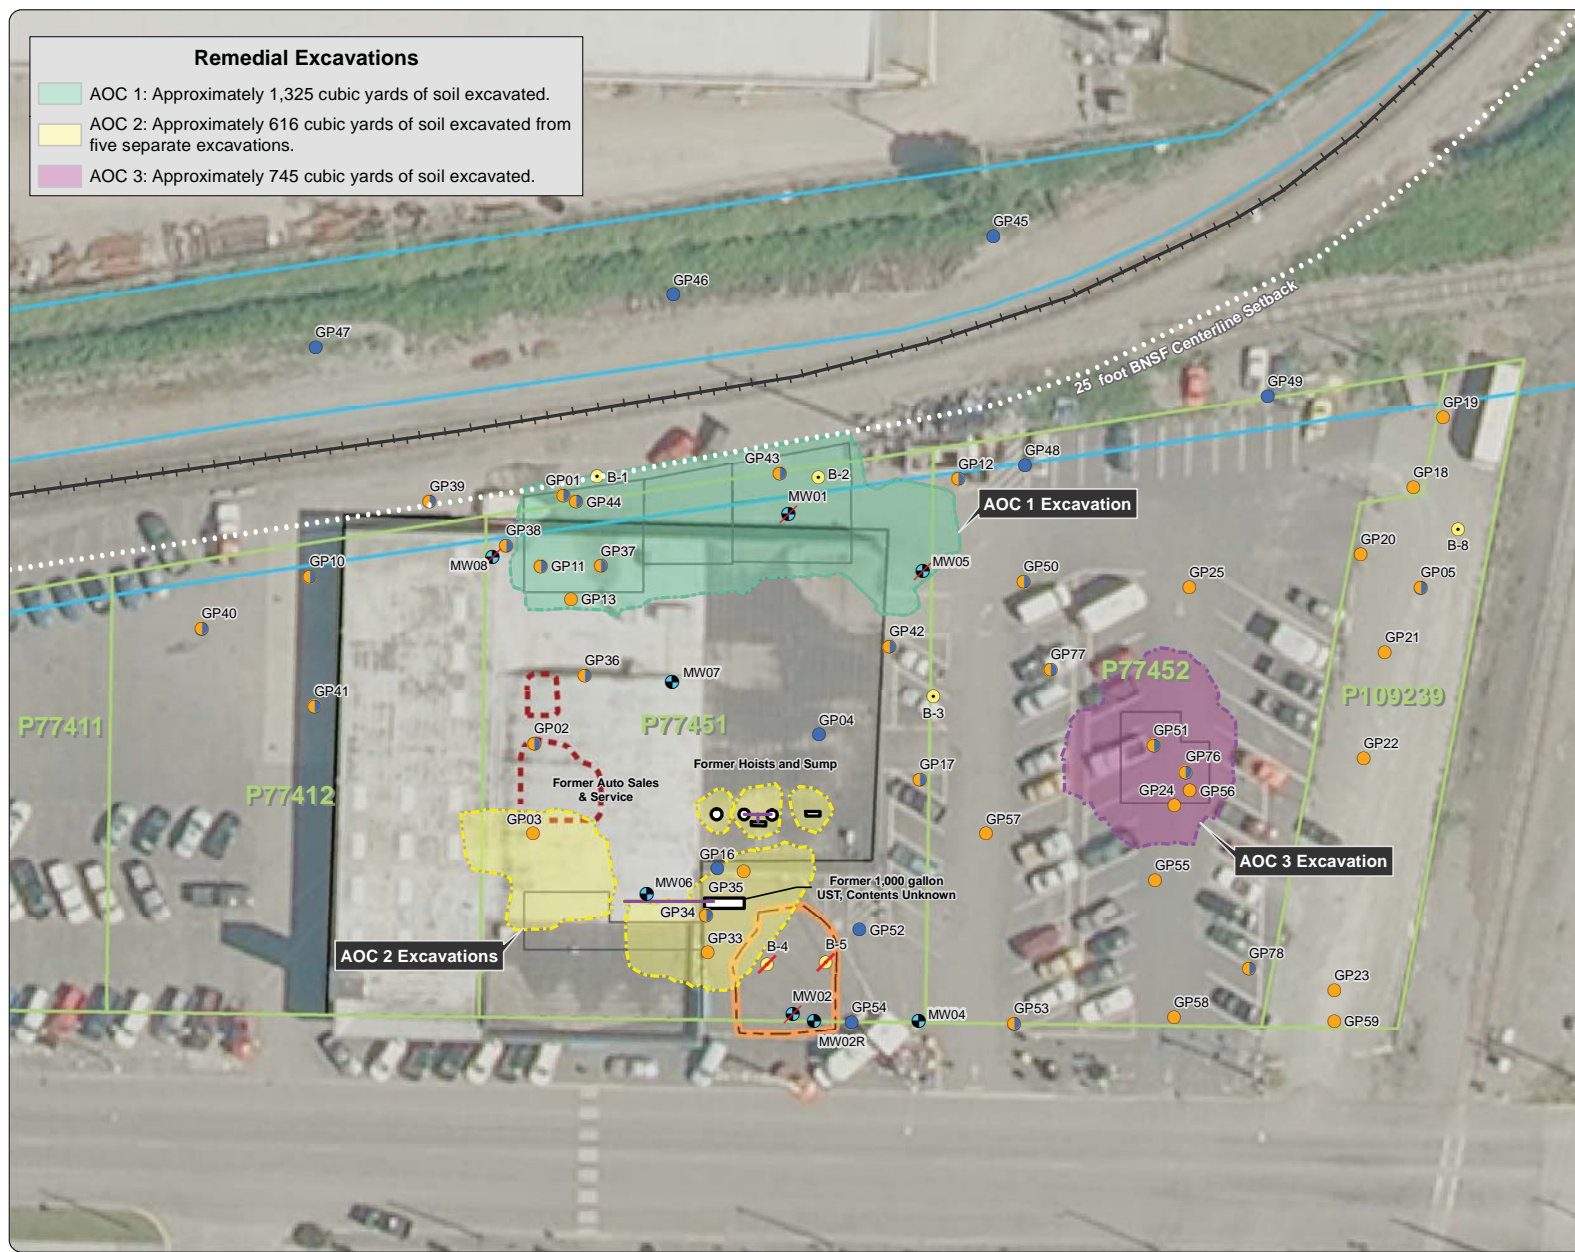 Remedial Excavations
AOC 1: Approximately 1,325 cubic yards of soil excavated.
AOC 2: Approximately 616 cubic yards of soil excavated from
five separate excavations.
AOC 3: Approximately 745 cubic yards of soil excavated.
GP45
GP46
GP47
25 foot BNSF Centerline Setback
GP49
GP19
GP43
GP48
GP12
B-1
B-2
GP18
GP39
GP01
GP44
MW01
AOC 1 Excavation
B-8
GP38
GP20
MW08
GP11
GP37
MW05
GP10
GP50
GP25
GP05
GP13
GP40
GP42
GP21
GP36
MW07
GP77
P77452
P109239
GP41
B-3
P77411
P77451
GP04
GP02
GP51
GP22
Former Hoists and Sump
GP76
GP17
Former Auto Sales
& Service
P77412
GP24
GP56
GP03
GP57
GP16
AOC 3 Excavation
MW06
GP35
Former 1,000 gallon
UST, Contents Unknown
GP55
GP34
GP52
GP33
B-4
B-5
AOC 2 Excavations
GP78
GP23
MW02
GP54
MW04
GP53
GP58
GP59
MW02R